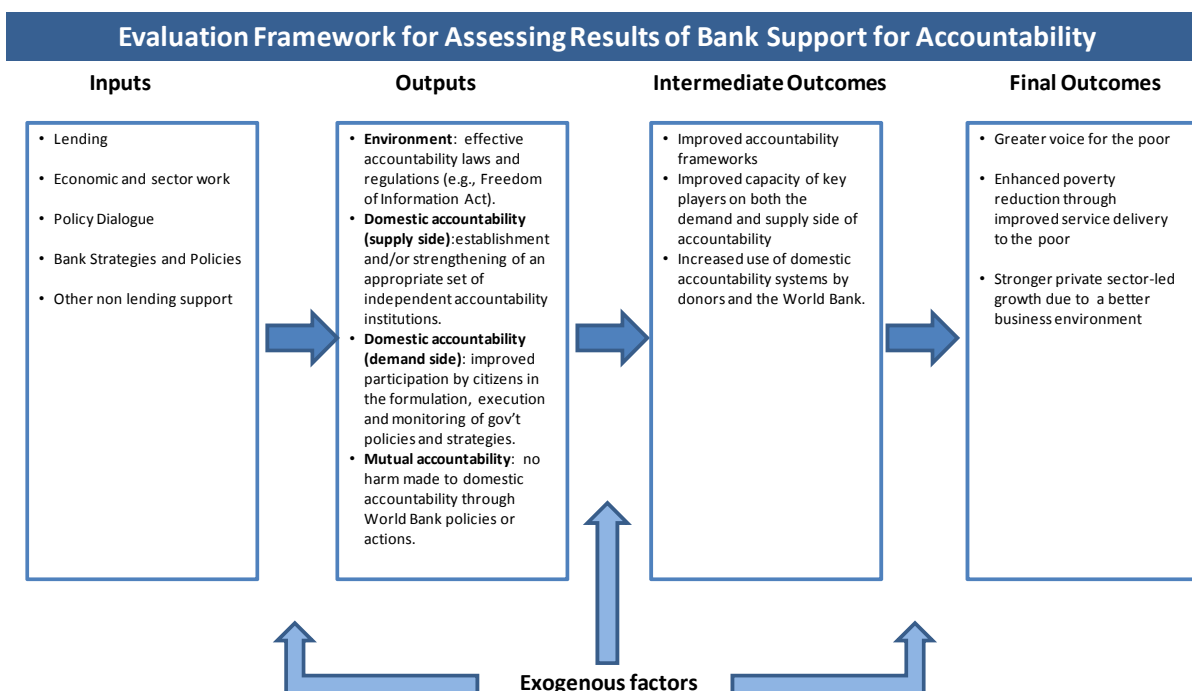 Evaluation Framework for Assessing Results of Bank Support for Accountability
Inputs
Outputs
Intermediate Outcomes
Final Outcomes
• Lending
• Economic and sector work
• Policy Dialogue
• Bank Strategies and Policies
• Other non lending support
• Environment: effective
accountability laws and
regulations (e.g., Freedom
of Information Act).
• Domestic accountability
(supply side):establishment
and/or strengthening of an
appropriate set of
independent accountability
institutions.
• Domestic accountability
(demand side): improved
participation by citizens in
the formulation, execution
and monitoring of gov't
policies and strategies.
• Mutual accountability: no
harm made to domestic
accountability through
World Bank policies or
actions.
• Improved accountability
frameworks
• Improved capacity of key
players on both the
demand and supply side of
accountability
• Increased use of domestic
accountability systems by
donors and the World Bank.
• Greater voice for the poor
• Enhanced poverty
reduction through
improved service delivery
to the poor
• Stronger private sector-led
growth due to a better
business environment
Exogenous factors